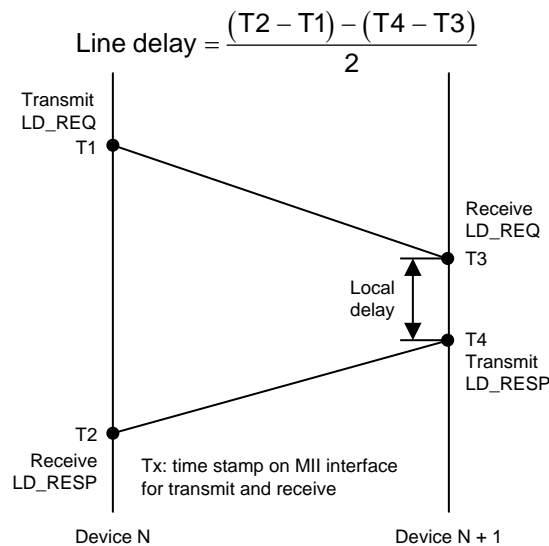 Line delay = (T2 − T1) − (T4 − T3) / 2
Transmit
LD_REQ
T1
Receive
LD_REQ
T3
Local
delay
T4
Transmit
LD_RESP
T2
Receive
LD_RESP
Tx: time stamp on MII interface
for transmit and receive
Device N
Device N + 1